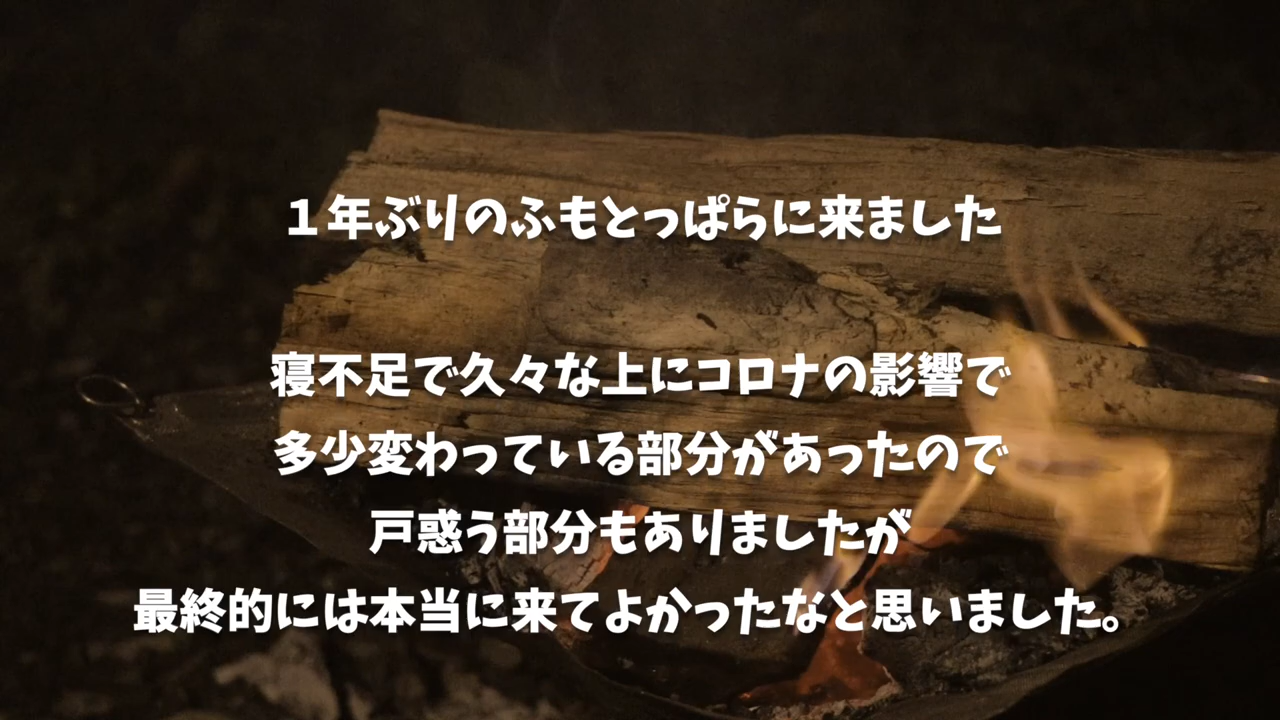 １年ぶりのふもとっぱらに来ました
寝不足で久々な上にコロナの影響で
多少変わっている部分があったので
戸惑う部分もありましたが
最終的には本当に来てよかったなと思いました。